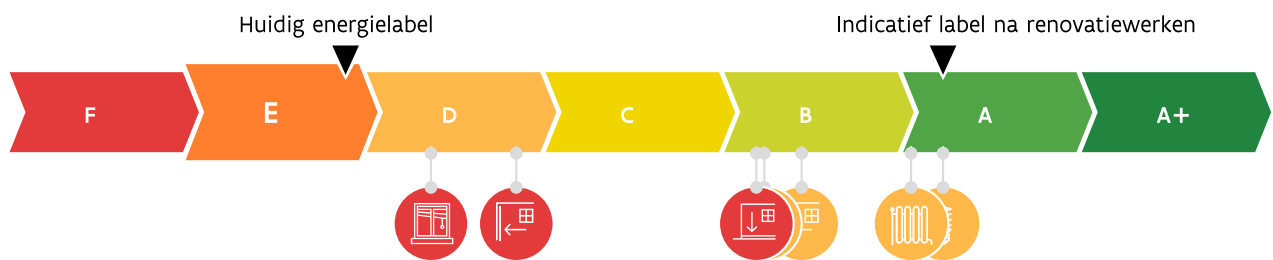 Huidig energielabel
Indicatief label na renovatiewerken
F
E
D
C
B
A
A+